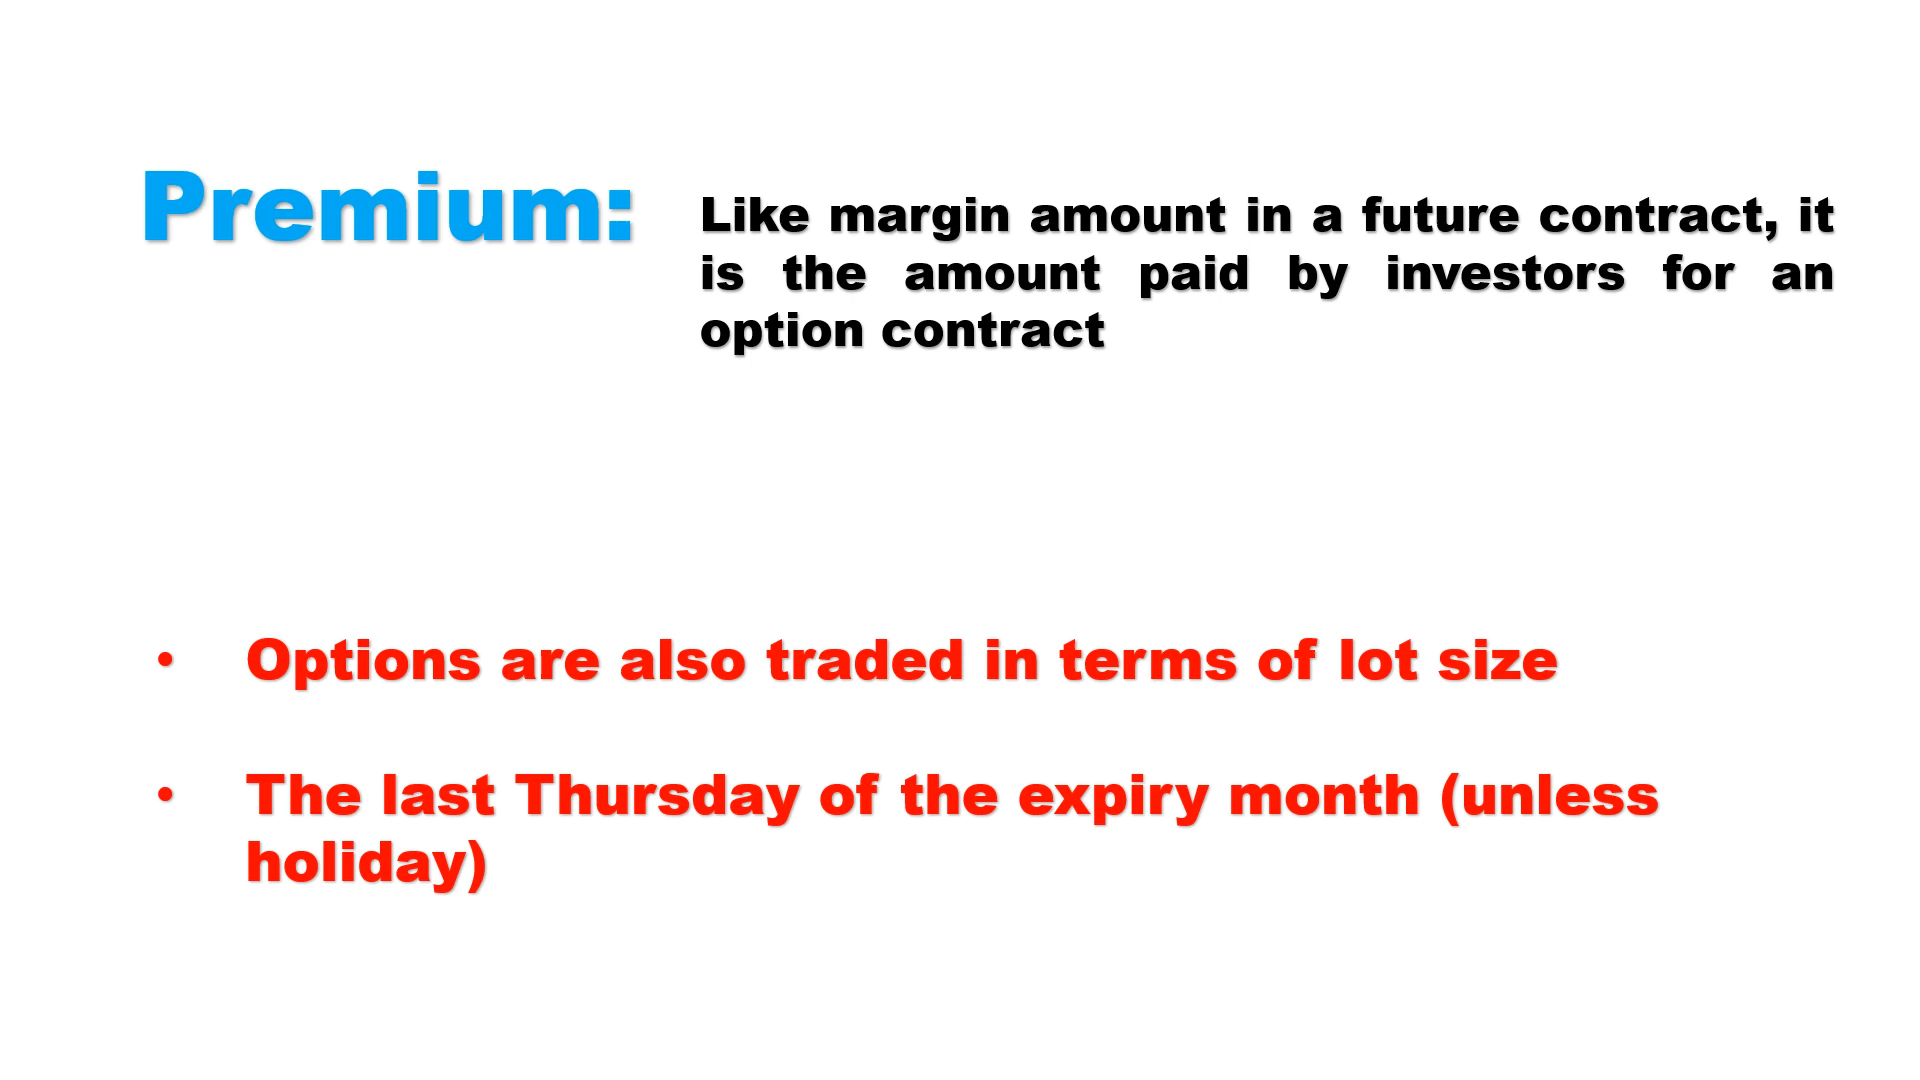 Premium:
Like margin amount in a future contract, it
is the amount paid by investors for an
option contract
• Options are also traded in terms of lot size
• The last Thursday of the expiry month (unless
holiday)